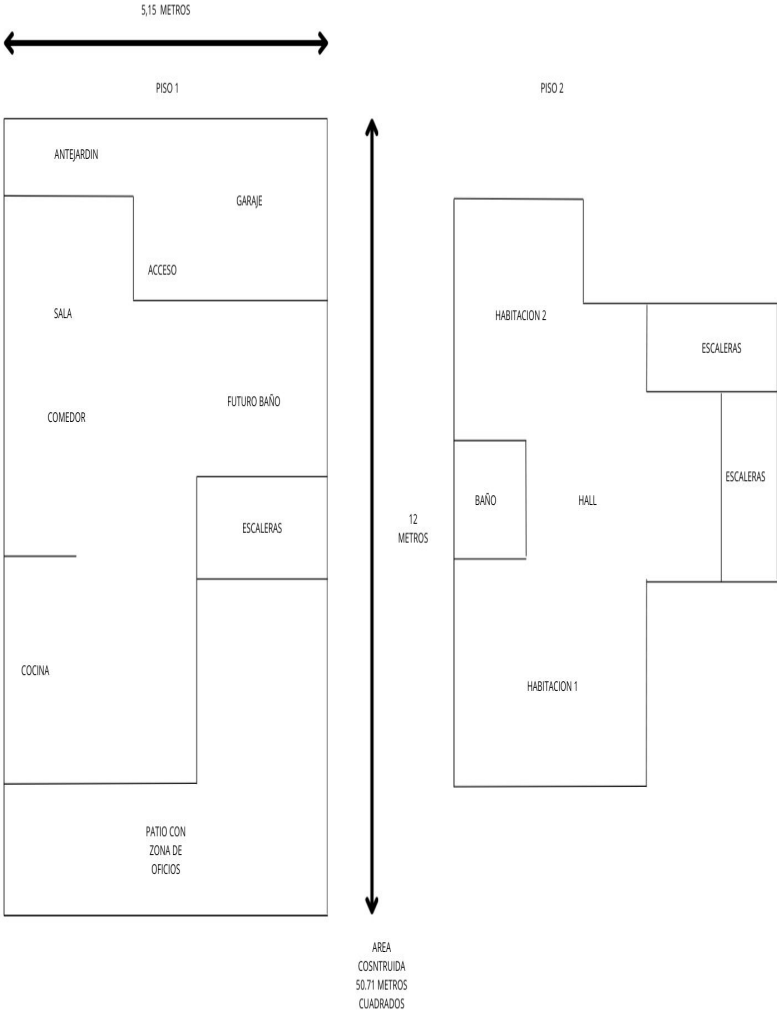 5,15 METROS
PISO 1
PISO 2
ANTEJARDIN
GARAJE
ACCESO
SALA
COMEDOR
FUTURO BAÑO
ESCALERAS
COCINA
PATIO CON
ZONA DE
OFICIOS
12
METROS
HABITACION 2
ESCALERAS
ESCALERAS
BAÑO
HALL
HABITACION 1
AREA
COSNTRUIDA
50.71 METROS
CUADRADOS